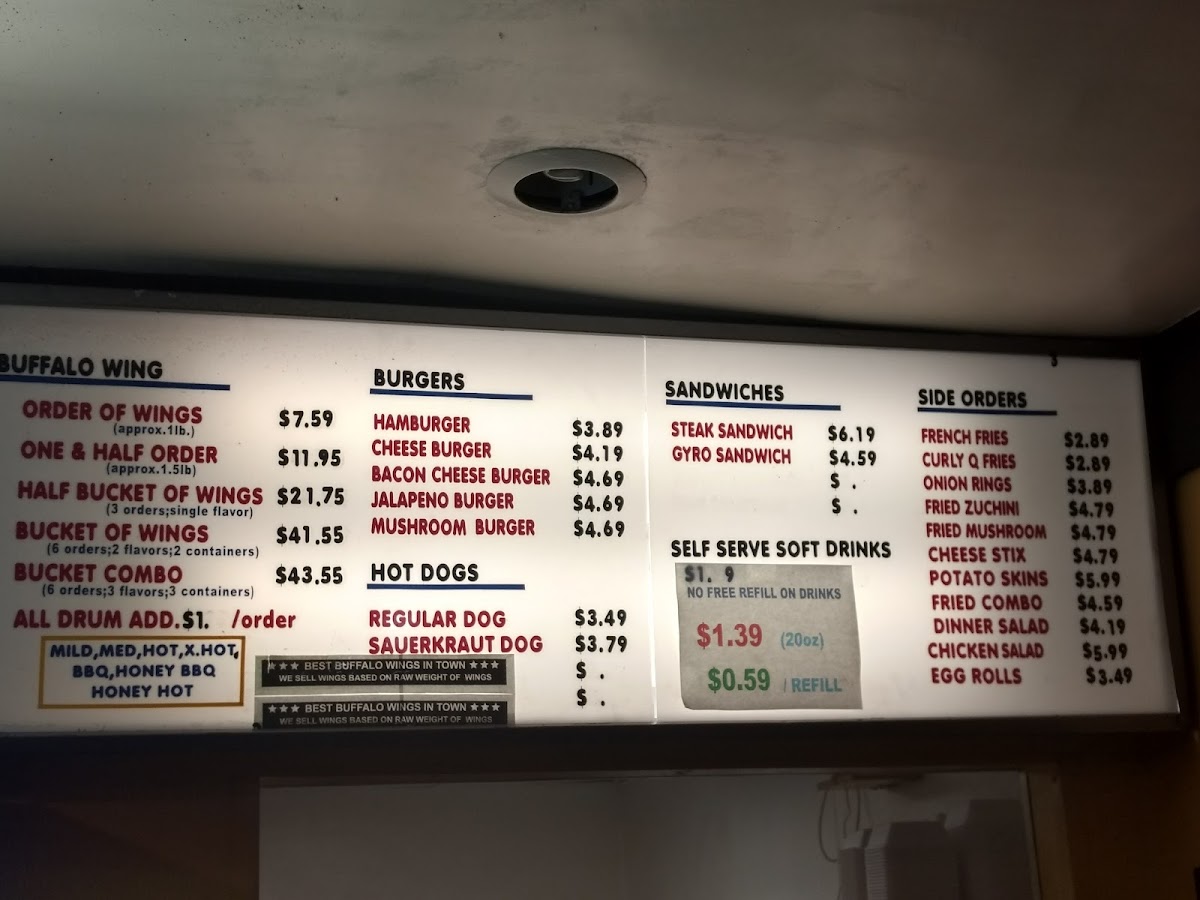 BUFFALO WING
ORDER OF WINGS $7.59
(approx.1lb.)
ONE & HALF ORDER $11.95
(approx.1.5lb)
HALF BUCKET OF WINGS $21.75
(3 orders;single flavor)
BUCKET OF WINGS $41.55
(6 orders;2 flavors;2 containers)
BUCKET COMBO $43.55
(6 orders;3 flavors;3 containers)
ALL DRUM ADD.$1. /order
MILD,MED,HOT,X.HOT,
BBQ,HONEY BBQ
HONEY HOT
BURGERS
HAMBURGER $3.89
CHEESE BURGER $4.19
BACON CHEESE BURGER $4.69
JALAPENO BURGER $4.69
MUSHROOM BURGER $4.69
HOT DOGS
REGULAR DOG $3.49
SAUERKRAUT DOG $3.79
$ .
$ .
★★★ BEST BUFFALO WINGS IN TOWN ★★★
WE SELL WINGS BASED ON RAW WEIGHT OF WINGS
★★★ BEST BUFFALO WINGS IN TOWN ★★★
WE SELL WINGS BASED ON RAW WEIGHT OF WINGS
SANDWICHES
STEAK SANDWICH $6.19
GYRO SANDWICH $4.59
$ .
$ .
SELF SERVE SOFT DRINKS
$1. 9
NO FREE REFILL ON DRINKS
$1.39 (20oz)
$0.59 / REFILL
3
SIDE ORDERS
FRENCH FRIES $2.89
CURLY Q FRIES $2.89
ONION RINGS $3.89
FRIED ZUCHINI $4.79
FRIED MUSHROOM $4.79
CHEESE STIX $4.79
POTATO SKINS $5.99
FRIED COMBO $4.59
DINNER SALAD $4.19
CHICKEN SALAD $5.99
EGG ROLLS $3.49